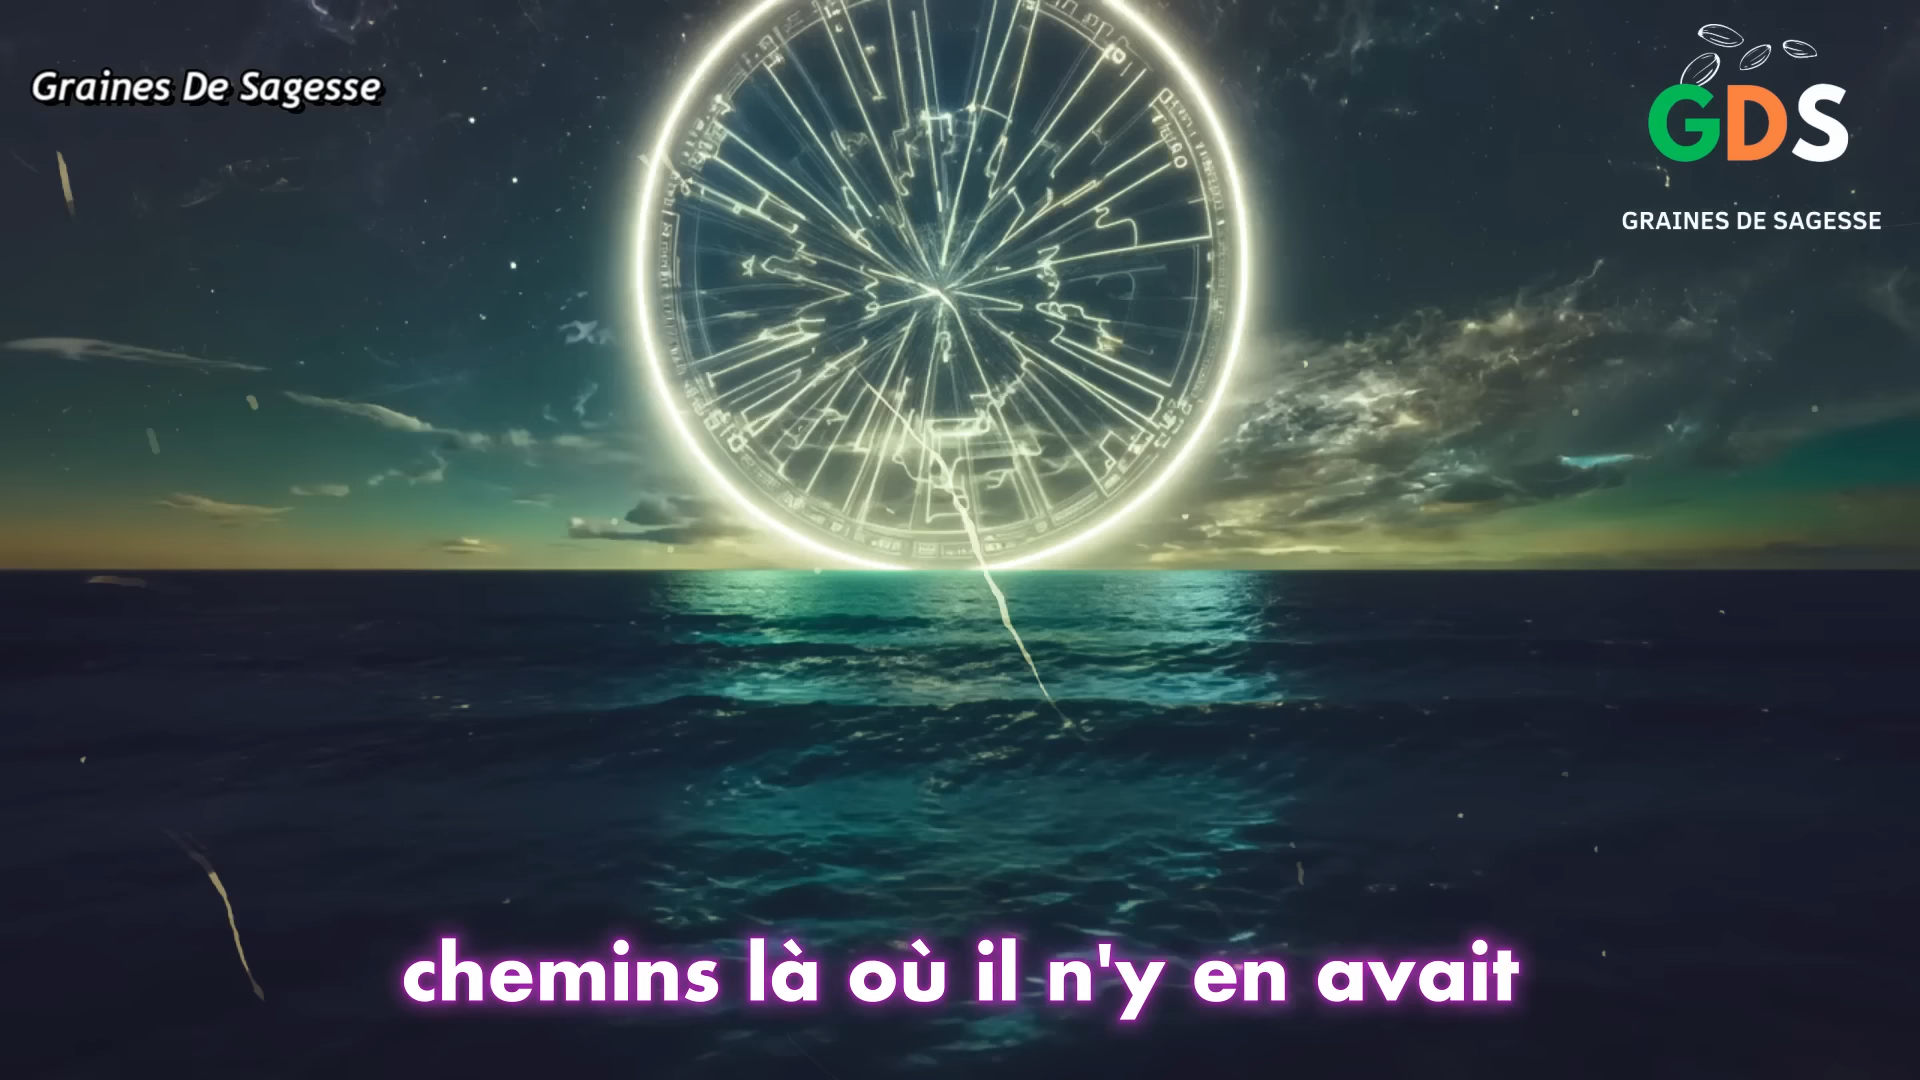 Graines De Sagesse
GDS
GRAINES DE SAGESSE
chemins là où il n'y en avait